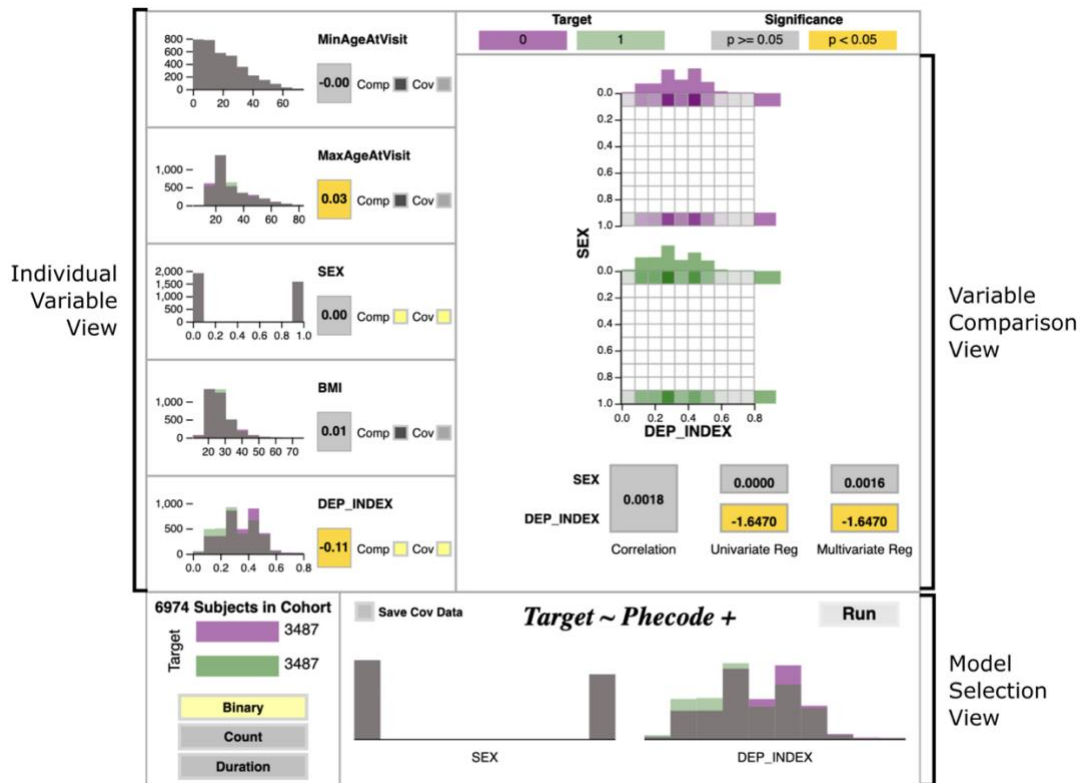 Individual
Variable
View
MinAgeAtVisit
800
600
400
200
0
-0.00 Comp Cov
0 20 40 60
MaxAgeAtVisit
1,000
500
0
0.03 Comp Cov
20 40 60 80
SEX
2,000
1,500
1,000
500
0
0.00 Comp Cov
0.0 0.2 0.4 0.6 0.8 1.0
BMI
1,000
500
0
0.01 Comp Cov
20 30 40 50 60 70
DEP_INDEX
1,000
500
0
-0.11 Comp Cov
0.0 0.2 0.4 0.6 0.8
Target Significance
0 1 p >= 0.05 p < 0.05
0.0
0.2
0.4
0.6
0.8
1.0
SEX
0.0
0.2
0.4
0.6
0.8
1.0
0.0 0.2 0.4 0.6 0.8
DEP_INDEX
SEX 0.0018 0.0000 0.0016
DEP_INDEX -1.6470 -1.6470
Correlation Univariate Reg Multivariate Reg
Variable
Comparison
View
6974 Subjects in Cohort
Target
3487
3487
Binary
Count
Duration
Save Cov Data Target ~ Phecode + Run
SEX DEP_INDEX
Model
Selection
View